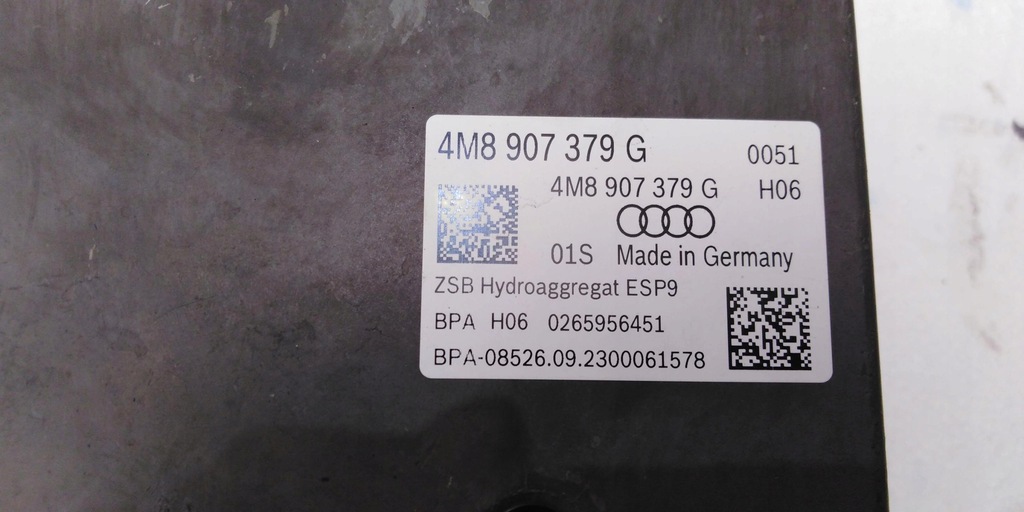 4M8 907 379 G 0051
4M8 907 379 G H06
01S Made in Germany
ZSB Hydroaggregat ESP9
BPA H06 0265956451
BPA-08526.09.2300061578